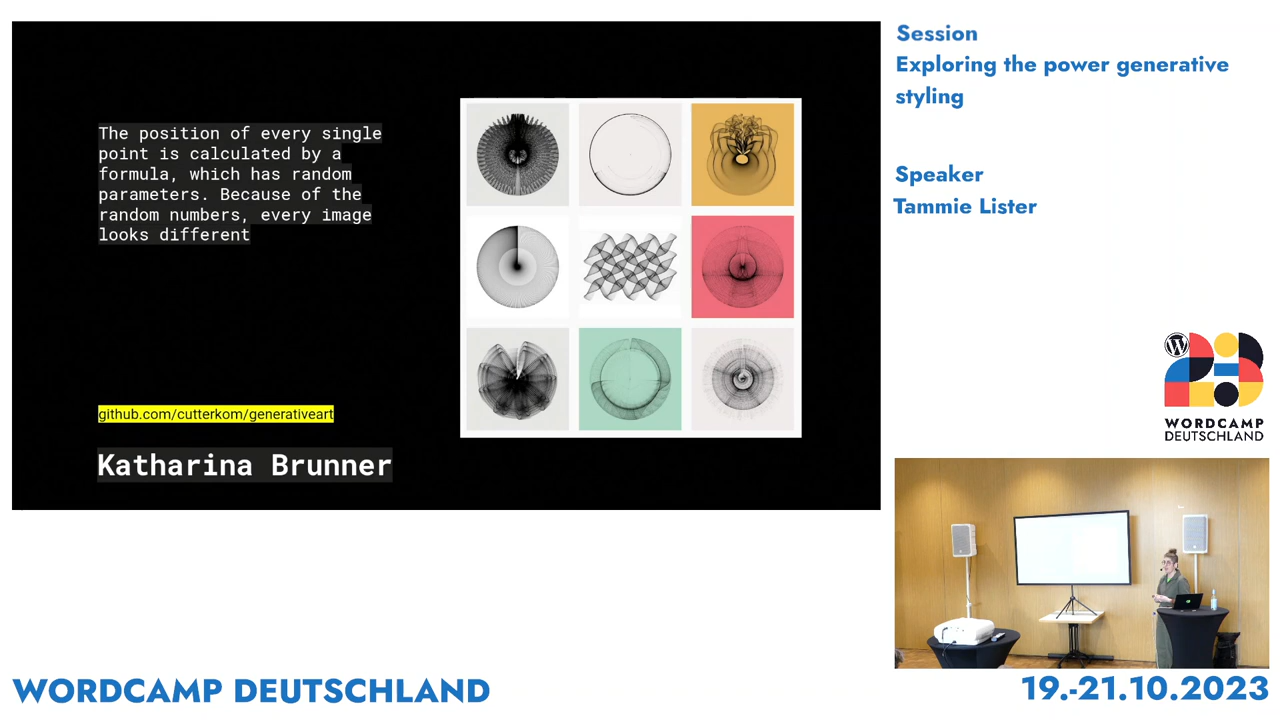 The position of every single
point is calculated by a
formula, which has random
parameters. Because of the
random numbers, every image
looks different
github.com/cutterkom/generativeart
Katharina Brunner
Session
Exploring the power generative
styling
Speaker
Tammie Lister
WORDCAMP
DEUTSCHLAND
WORDCAMP DEUTSCHLAND
19.-21.10.2023